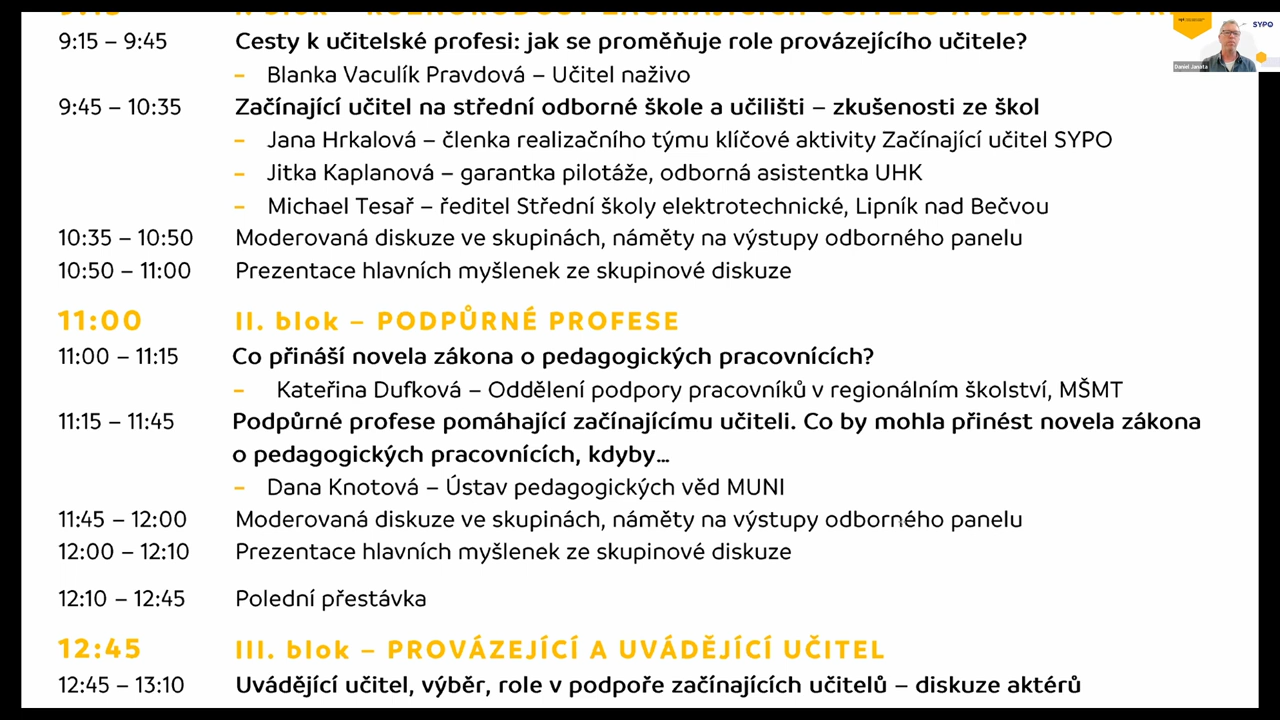 SYPO
Daniel Janata
9:15 – 9:45 Cesty k učitelské profesi: jak se proměňuje role provázejícího učitele?
– Blanka Vaculík Pravdová – Učitel naživo
9:45 – 10:35 Začínající učitel na střední odborné škole a učilišti – zkušenosti ze škol
– Jana Hrkalová – členka realizačního týmu klíčové aktivity Začínající učitel SYPO
– Jitka Kaplanová – garantka pilotáže, odborná asistentka UHK
– Michael Tesař – ředitel Střední školy elektrotechnické, Lipník nad Bečvou
10:35 – 10:50 Moderovaná diskuze ve skupinách, náměty na výstupy odborného panelu
10:50 – 11:00 Prezentace hlavních myšlenek ze skupinové diskuze
11:00 II. blok – PODPŮRNÉ PROFESE
11:00 – 11:15 Co přináší novela zákona o pedagogických pracovnících?
– Kateřina Dufková – Oddělení podpory pracovníků v regionálním školství, MŠMT
11:15 – 11:45 Podpůrné profese pomáhající začínajícímu učiteli. Co by mohla přinést novela zákona
o pedagogických pracovnících, kdyby…
– Dana Knotová – Ústav pedagogických věd MUNI
11:45 – 12:00 Moderovaná diskuze ve skupinách, náměty na výstupy odborného panelu
12:00 – 12:10 Prezentace hlavních myšlenek ze skupinové diskuze
12:10 – 12:45 Polední přestávka
12:45 III. blok – PROVÁZEJÍCÍ A UVÁDĚJÍCÍ UČITEL
12:45 – 13:10 Uvádějící učitel, výběr, role v podpoře začínajících učitelů – diskuze aktérů